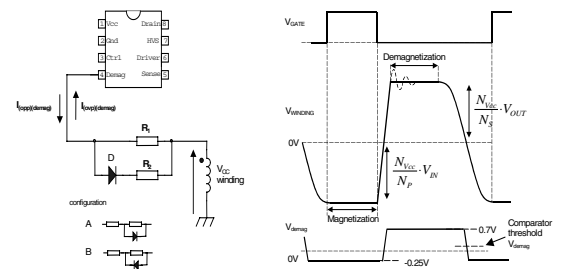 1 Vcc Drain 8
2 Gnd HVS 7
3 Ctrl Driver 6
4 Demag Sense 5
I(opp)(demag)
I(ovp)(demag)
R1
D
R2
VCC
winding
configuration
A
B
VGATE
Demagnetization
VWINDING
NVcc/NS · VOUT
0V
NVcc/NP · VIN
Magnetization
Vdemag
0.7V
Comparator
threshold
Vdemag
0V
-0.25V